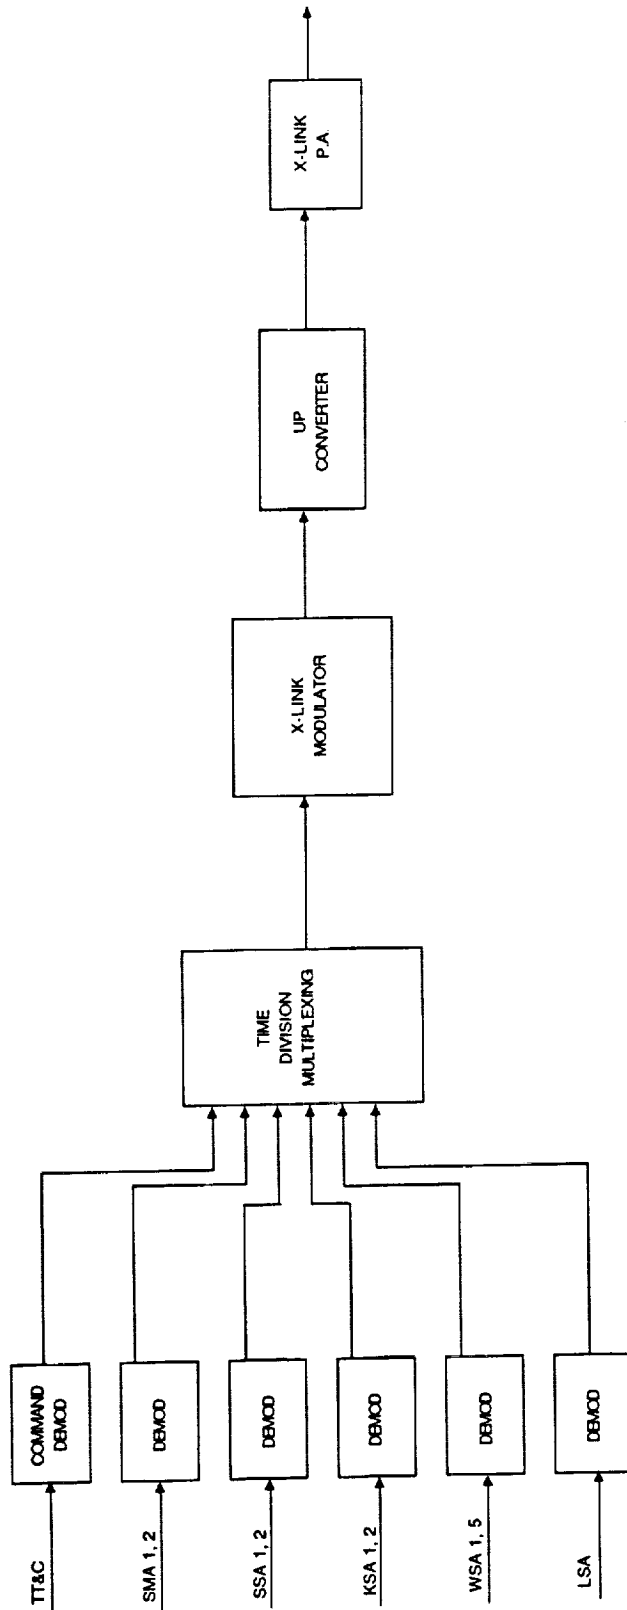 TT&C
COMMAND
DEMOD
SMA 1, 2
DEMOD
SSA 1, 2
DEMOD
KSA 1, 2
DEMOD
WSA 1, 5
DEMOD
LSA
DEMOD
TIME
DIVISION
MULTIPLEXING
X-LINK
MODULATOR
UP
CONVERTER
X-LINK
P.A.